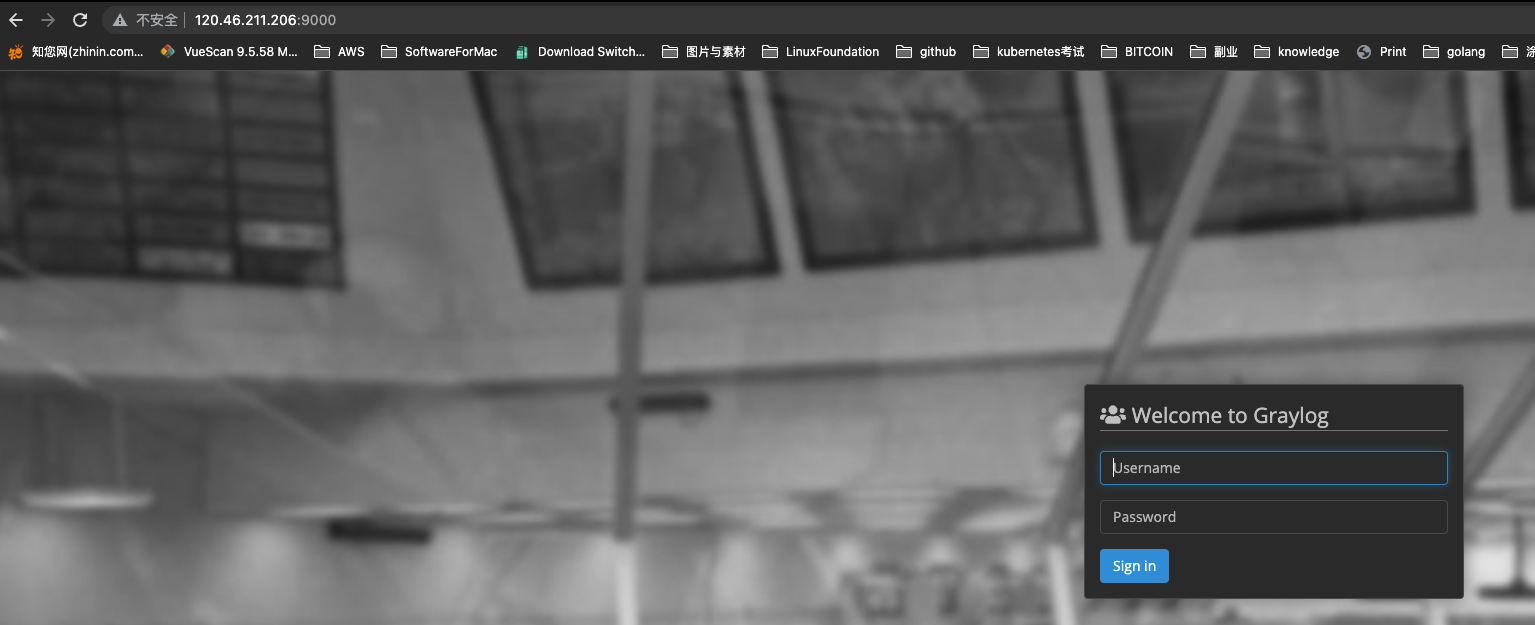 不安全 120.46.211.206:9000
知您网(zhinin.com... VueScan 9.5.58 M... AWS SoftwareForMac Download Switch... 图片与素材 LinuxFoundation github kubernetes考试 BITCOIN 副业 knowledge Print golang 涂
Welcome to Graylog
Username
Password
Sign in